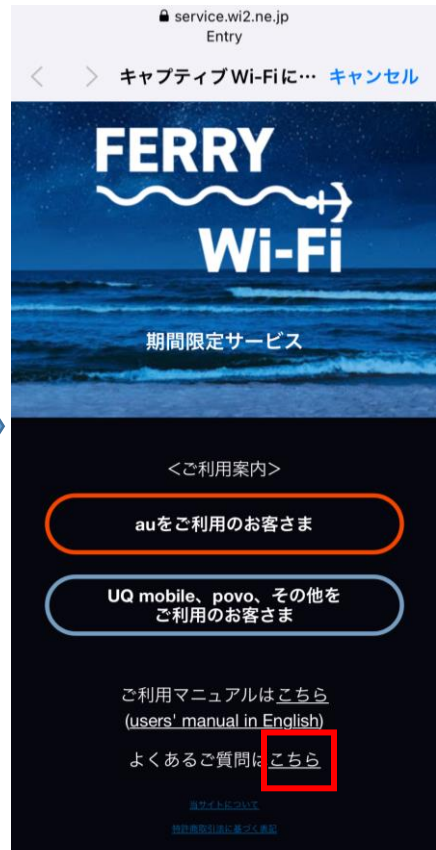 service.wi2.ne.jp
Entry
キャプティブ Wi-Fiに… キャンセル
FERRY
Wi-Fi
期間限定サービス
<ご利用案内>
auをご利用のお客さま
UQ mobile、povo、その他を
ご利用のお客さま
ご利用マニュアルはこちら
(users' manual in English)
よくあるご質問はこちら
当サイトについて
特許商取引法に基づく表記